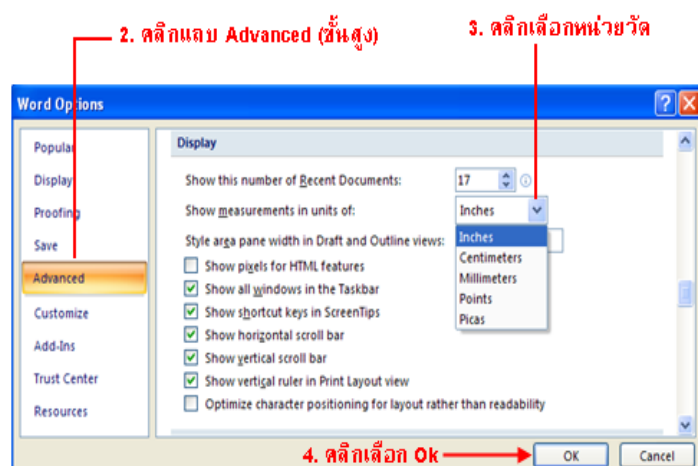 2. คลิกแถบ Advanced (ขั้นสูง)
3. คลิกเลือกหน่วยวัด
Word Options
Popular
Display
Proofing
Save
Advanced
Customize
Add-Ins
Trust Center
Resources
Display
Show this number of Recent Documents: 17
Show measurements in units of: Inches
Style area pane width in Draft and Outline views:
Inches
Centimeters
Millimeters
Points
Picas
Show pixels for HTML features
Show all windows in the Taskbar
Show shortcut keys in ScreenTips
Show horizontal scroll bar
Show vertical scroll bar
Show vertical ruler in Print Layout view
Optimize character positioning for layout rather than readability
4. คลิกเลือก Ok
OK
Cancel